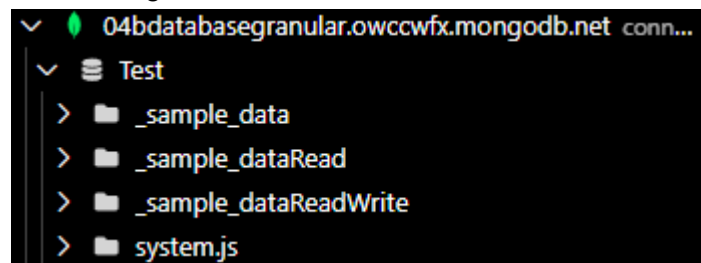 04bdatabasegranular.owccwfx.mongodb.net conn...
Test
_sample_data
_sample_dataRead
_sample_dataReadWrite
system.js